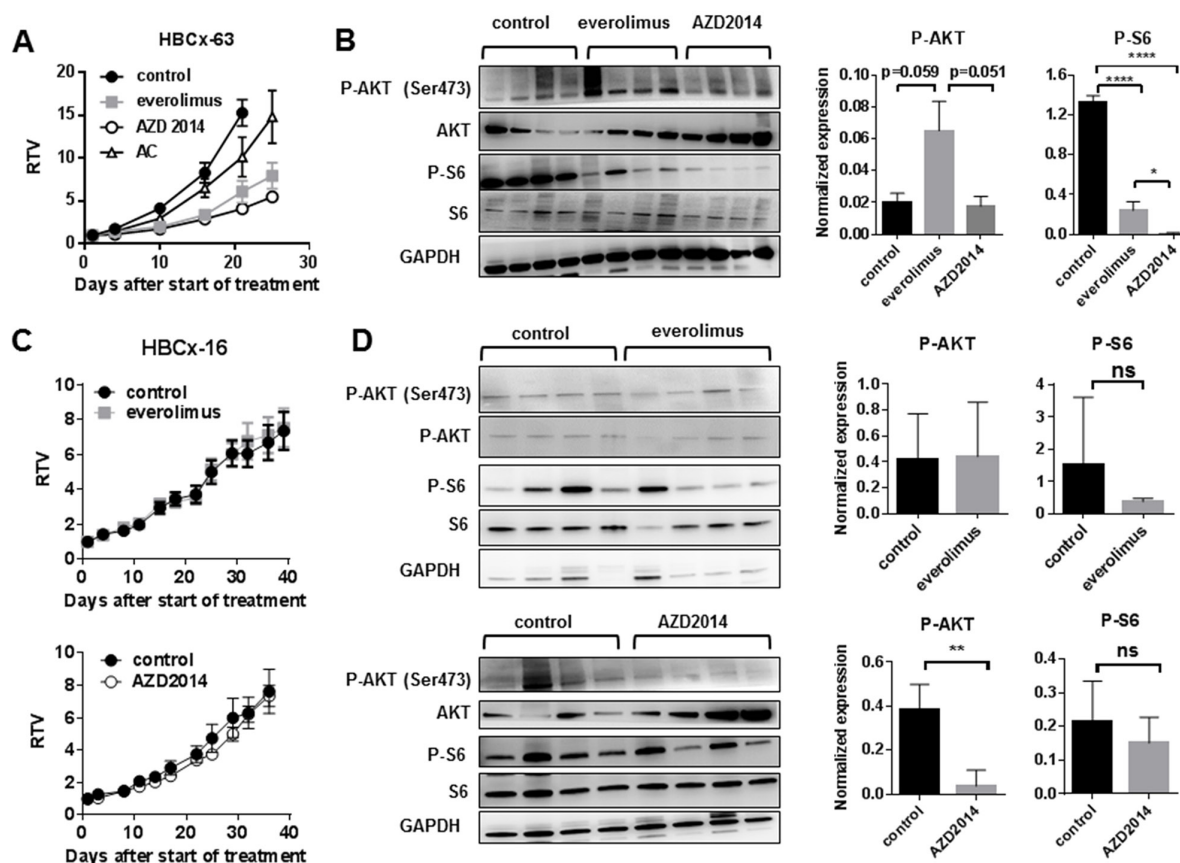 A
HBCx-63
control
everolimus
AZD 2014
AC
RTV
20
15
10
5
0
0 10 20 30
Days after start of treatment
B
control everolimus AZD2014
P-AKT (Ser473)
AKT
P-S6
S6
GAPDH
P-AKT
Normalized expression
p=0.059 p=0.051
0.10
0.08
0.06
0.04
0.02
0.00
control
everolimus
AZD2014
P-S6
****
****
*
1.6
1.2
0.8
0.4
0.0
control
everolimus
AZD2014
C
HBCx-16
control
everolimus
RTV
10
8
6
4
2
0
0 10 20 30 40
Days after start of treatment
control
AZD2014
RTV
10
8
6
4
2
0
0 10 20 30 40
Days after start of treatment
D
control everolimus
P-AKT (Ser473)
P-AKT
P-S6
S6
GAPDH
P-AKT
Normalized expression
1.0
0.8
0.6
0.4
0.2
0.0
control
everolimus
P-S6
ns
4
3
2
1
0
control
everolimus
control AZD2014
P-AKT (Ser473)
AKT
P-S6
S6
GAPDH
P-AKT
Normalized expression
**
0.6
0.4
0.2
0.0
control
AZD2014
P-S6
ns
0.4
0.3
0.2
0.1
0.0
control
AZD2014